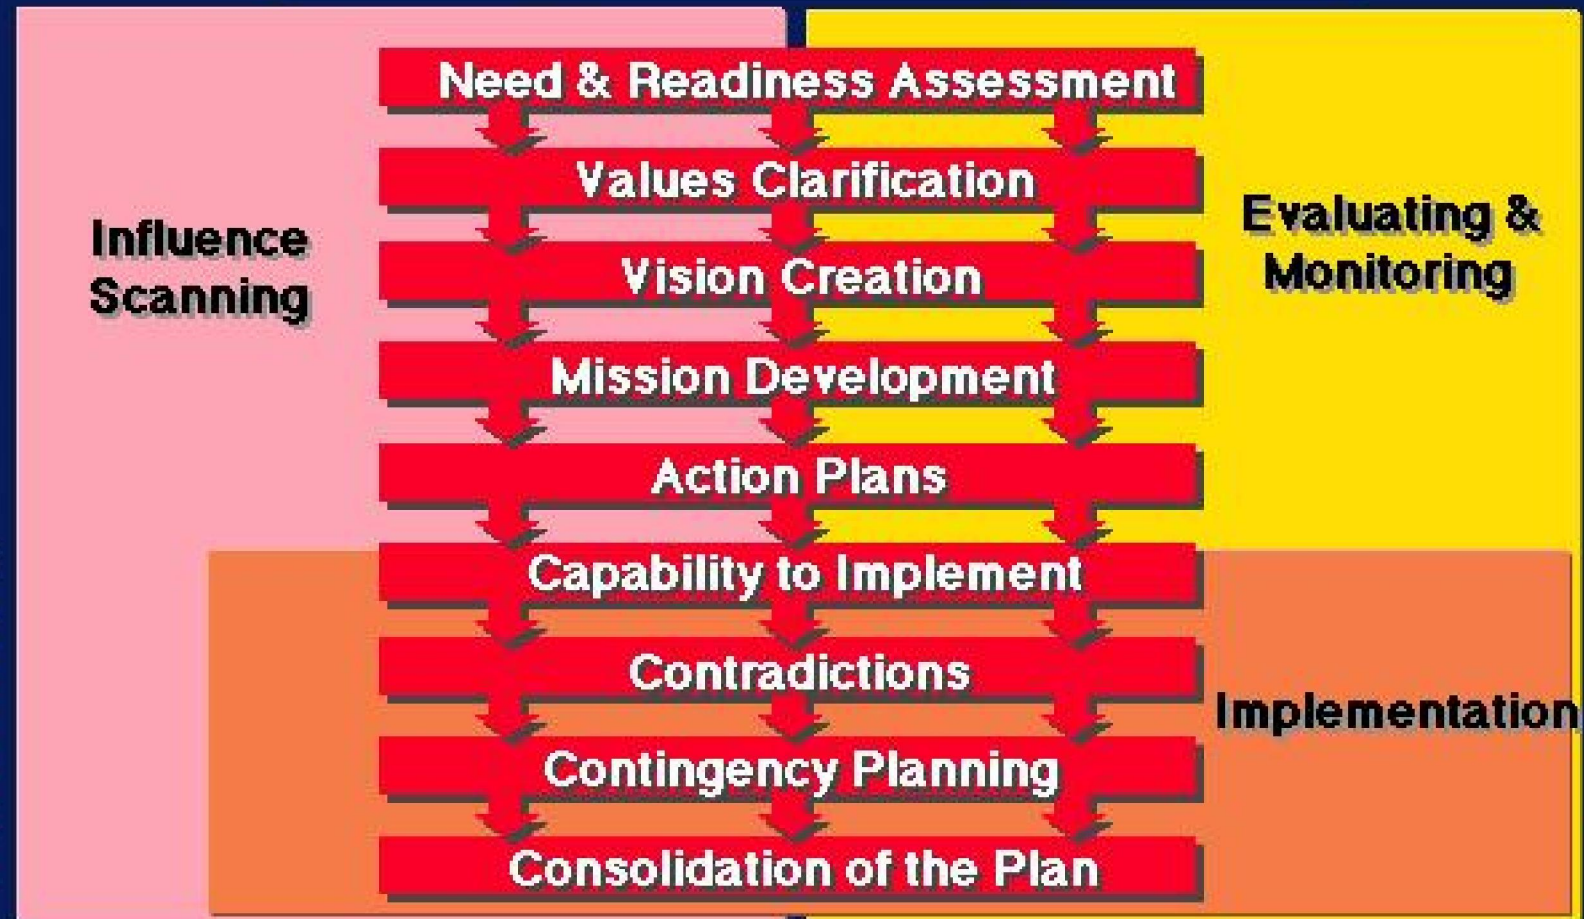 Need & Readiness Assessment
Values Clarification
Vision Creation
Mission Development
Action Plans
Capability to Implement
Contradictions
Contingency Planning
Consolidation of the Plan
Influence
Scanning
Evaluating &
Monitoring
Implementation